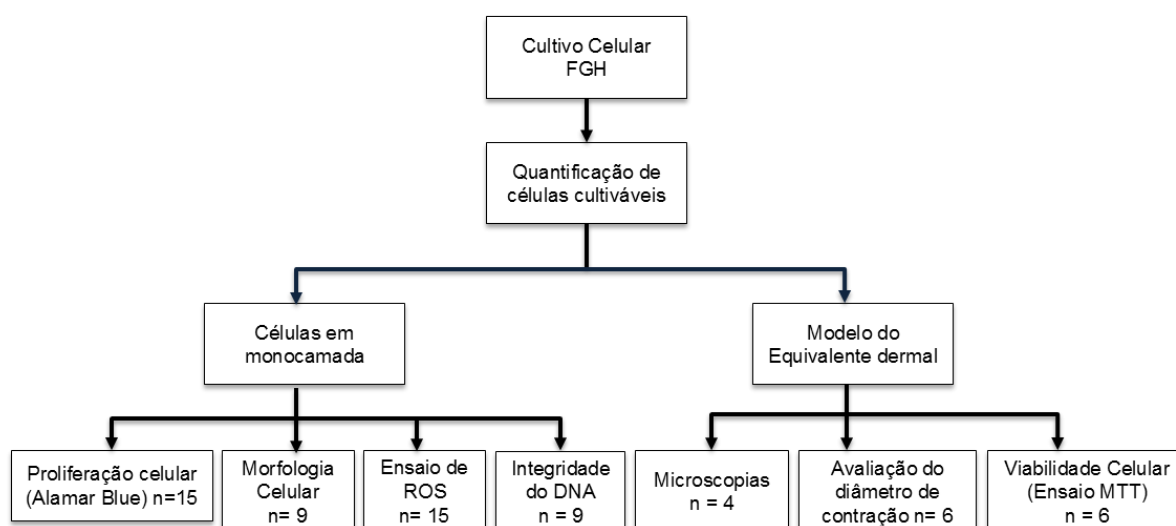 Cultivo Celular
FGH
Quantificação de
células cultiváveis
Células em
monocamada
Modelo do
Equivalente dermal
Proliferação celular
(Alamar Blue) n=15
Morfologia
Celular
n= 9
Ensaio de
ROS
n= 15
Integridade
do DNA
n = 9
Microscopias
n = 4
Avaliação do
diâmetro de
contração n= 6
Viabilidade Celular
(Ensaio MTT)
n = 6